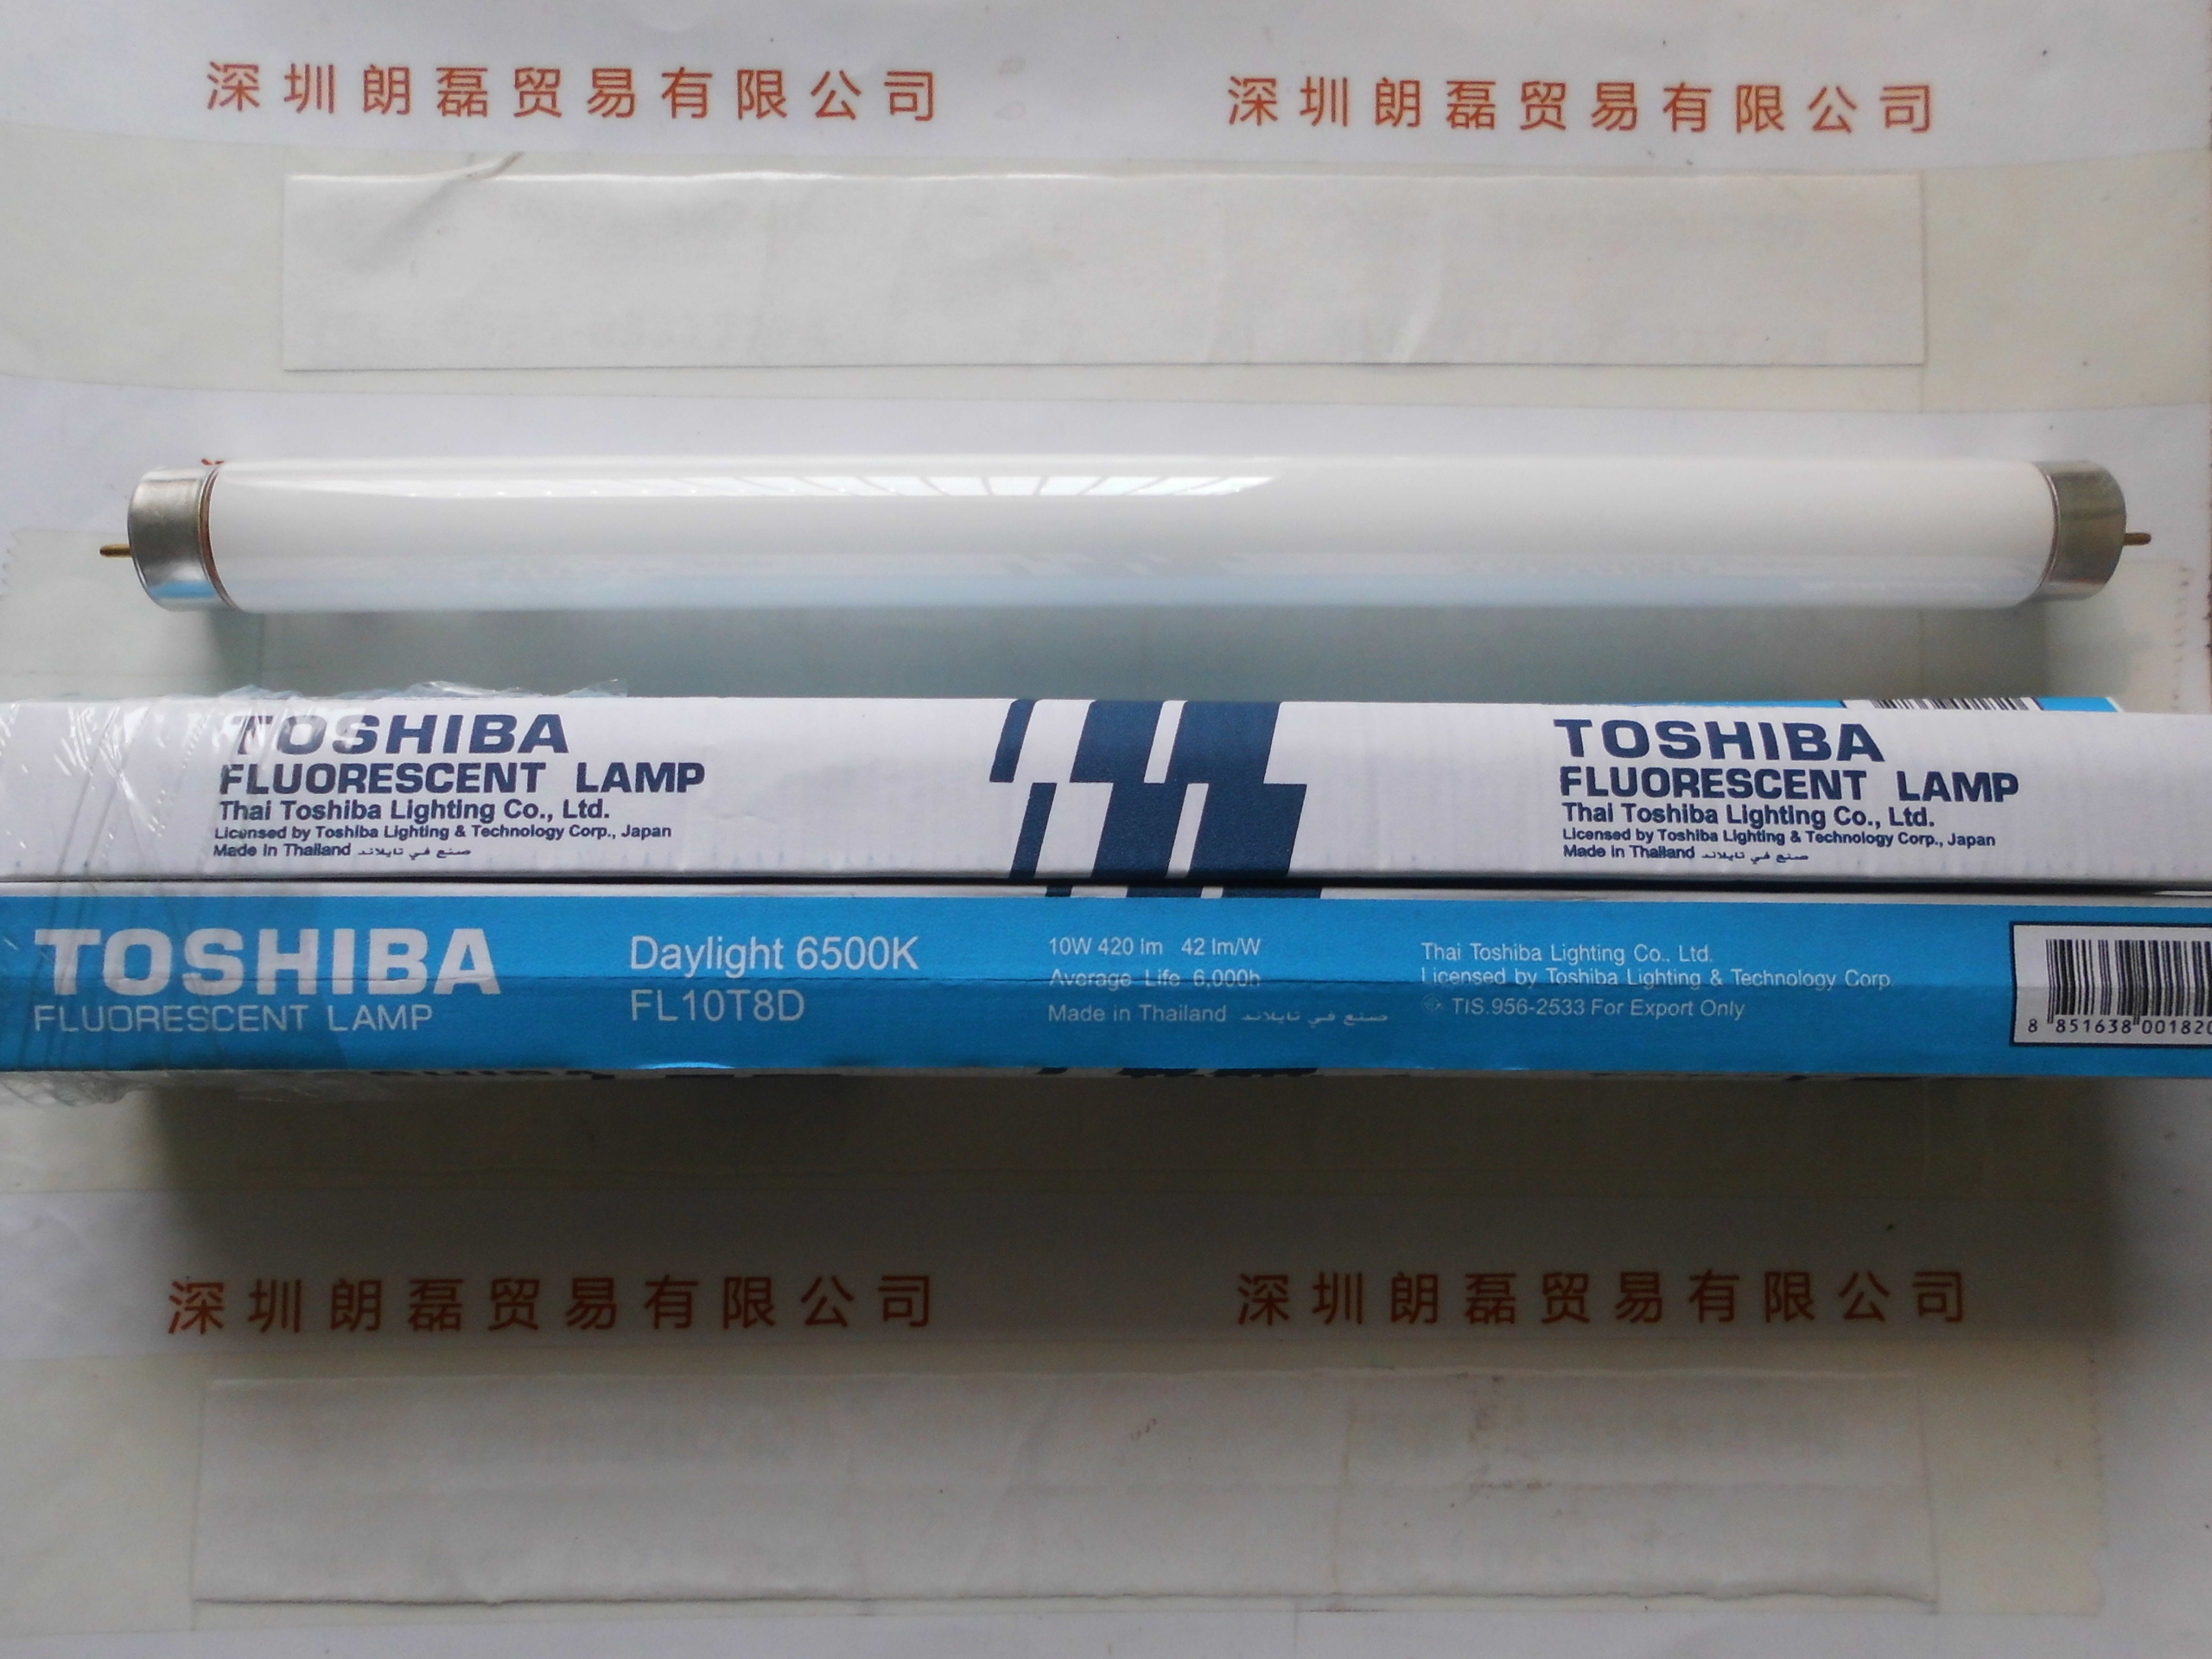 深圳朗磊贸易有限公司 深圳朗磊贸易有限公司
TOSHIBA
FLUORESCENT LAMP
Thai Toshiba Lighting Co., Ltd.
Licensed by Toshiba Lighting & Technology Corp., Japan
Made in Thailand صنع في تايلاند
TOSHIBA
FLUORESCENT LAMP
Thai Toshiba Lighting Co., Ltd.
Licensed by Toshiba Lighting & Technology Corp., Japan
Made in Thailand صنع في تايلاند
TOSHIBA
FLUORESCENT LAMP
Daylight 6500K
FL10T8D
10W 420 lm 42 lm/W
Average Life 6,000h
Made in Thailand صنع في تايلاند
Thai Toshiba Lighting Co., Ltd.
Licensed by Toshiba Lighting & Technology Corp.
TIS.956-2533 For Export Only
8 851638 001820
深圳朗磊贸易有限公司 深圳朗磊贸易有限公司